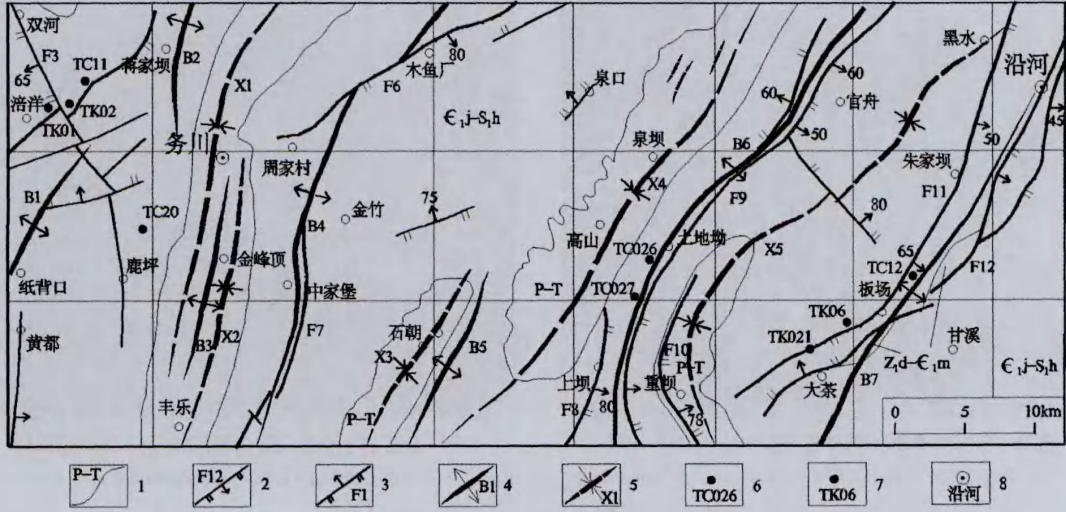 双河
F3
65
TC11
蒋家坝
B2
涪洋
TK02
TK01
X1
务川
B1
TC20
鹿坪
纸背口
黄都
金峰顶
B3
X2
丰乐
木鱼厂
80
F6
Є₁j–S₁h
周家村
B4
金竹
75
申家堡
F7
石朝
X3
B5
P–T
泉口
泉坝
X4
高山
P–T
TC026
TC027
土地坳
上坝
F8
80
重坝
F10
P–T
78
60
60
50
官舟
B6
F9
X5
80
黑水
沿河
45
50
朱家坝
F11
65
TC12
板场
F12
TK06
TK021
大茶
B7
甘溪
Z₁d–Є₁m
Є₁j–S₁h
0 5 10km
P–T 1
F12 2
F1 3
B1 4
X1 5
TC026 6
TK06 7
沿河 8